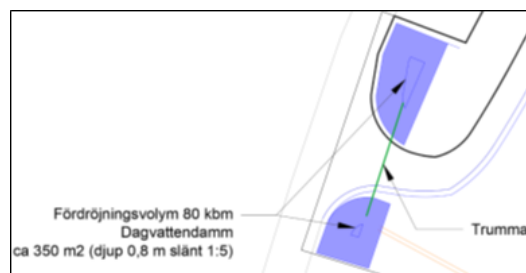 Fördröjningsvolym 80 kbm
Dagvattendamm
ca 350 m2 (djup 0,8 m slänt 1:5)
Trumma